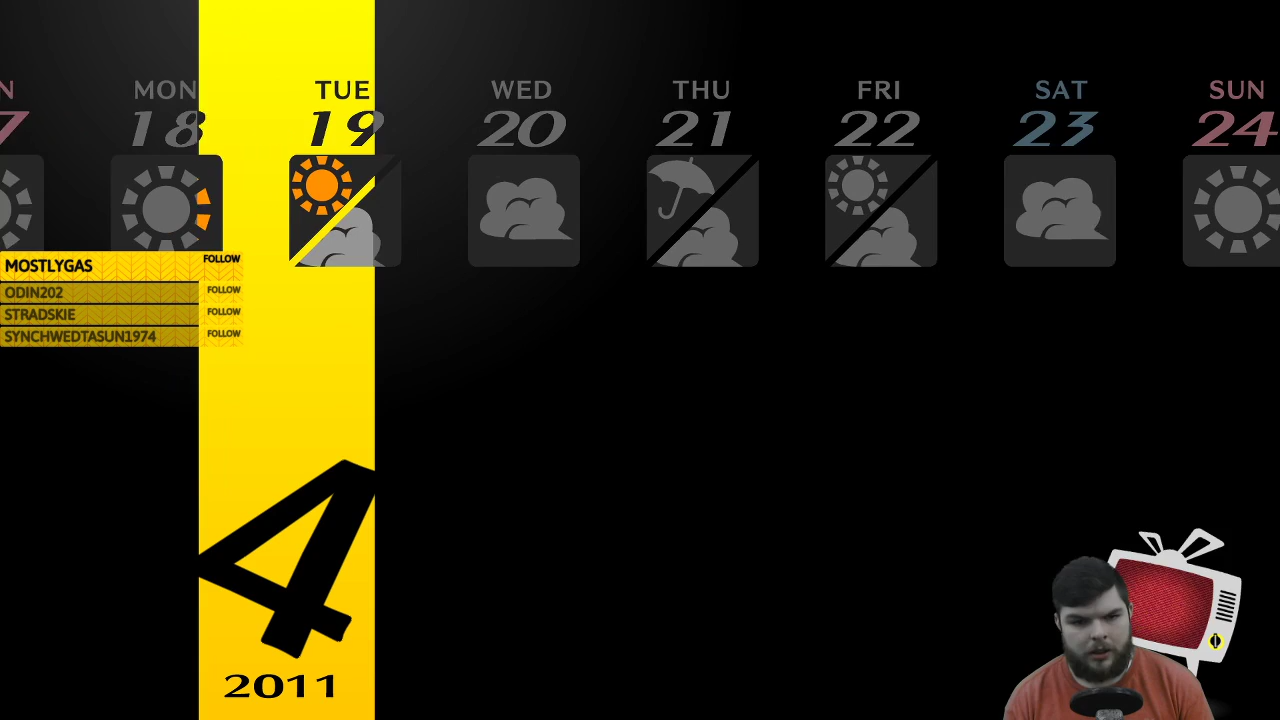 N MON TUE WED THU FRI SAT SUN
7 18 19 20 21 22 23 24
MOSTLYGAS FOLLOW
ODIN202 FOLLOW
STRADSKIE FOLLOW
SYNCHWEDTASUN1974 FOLLOW
4
2011